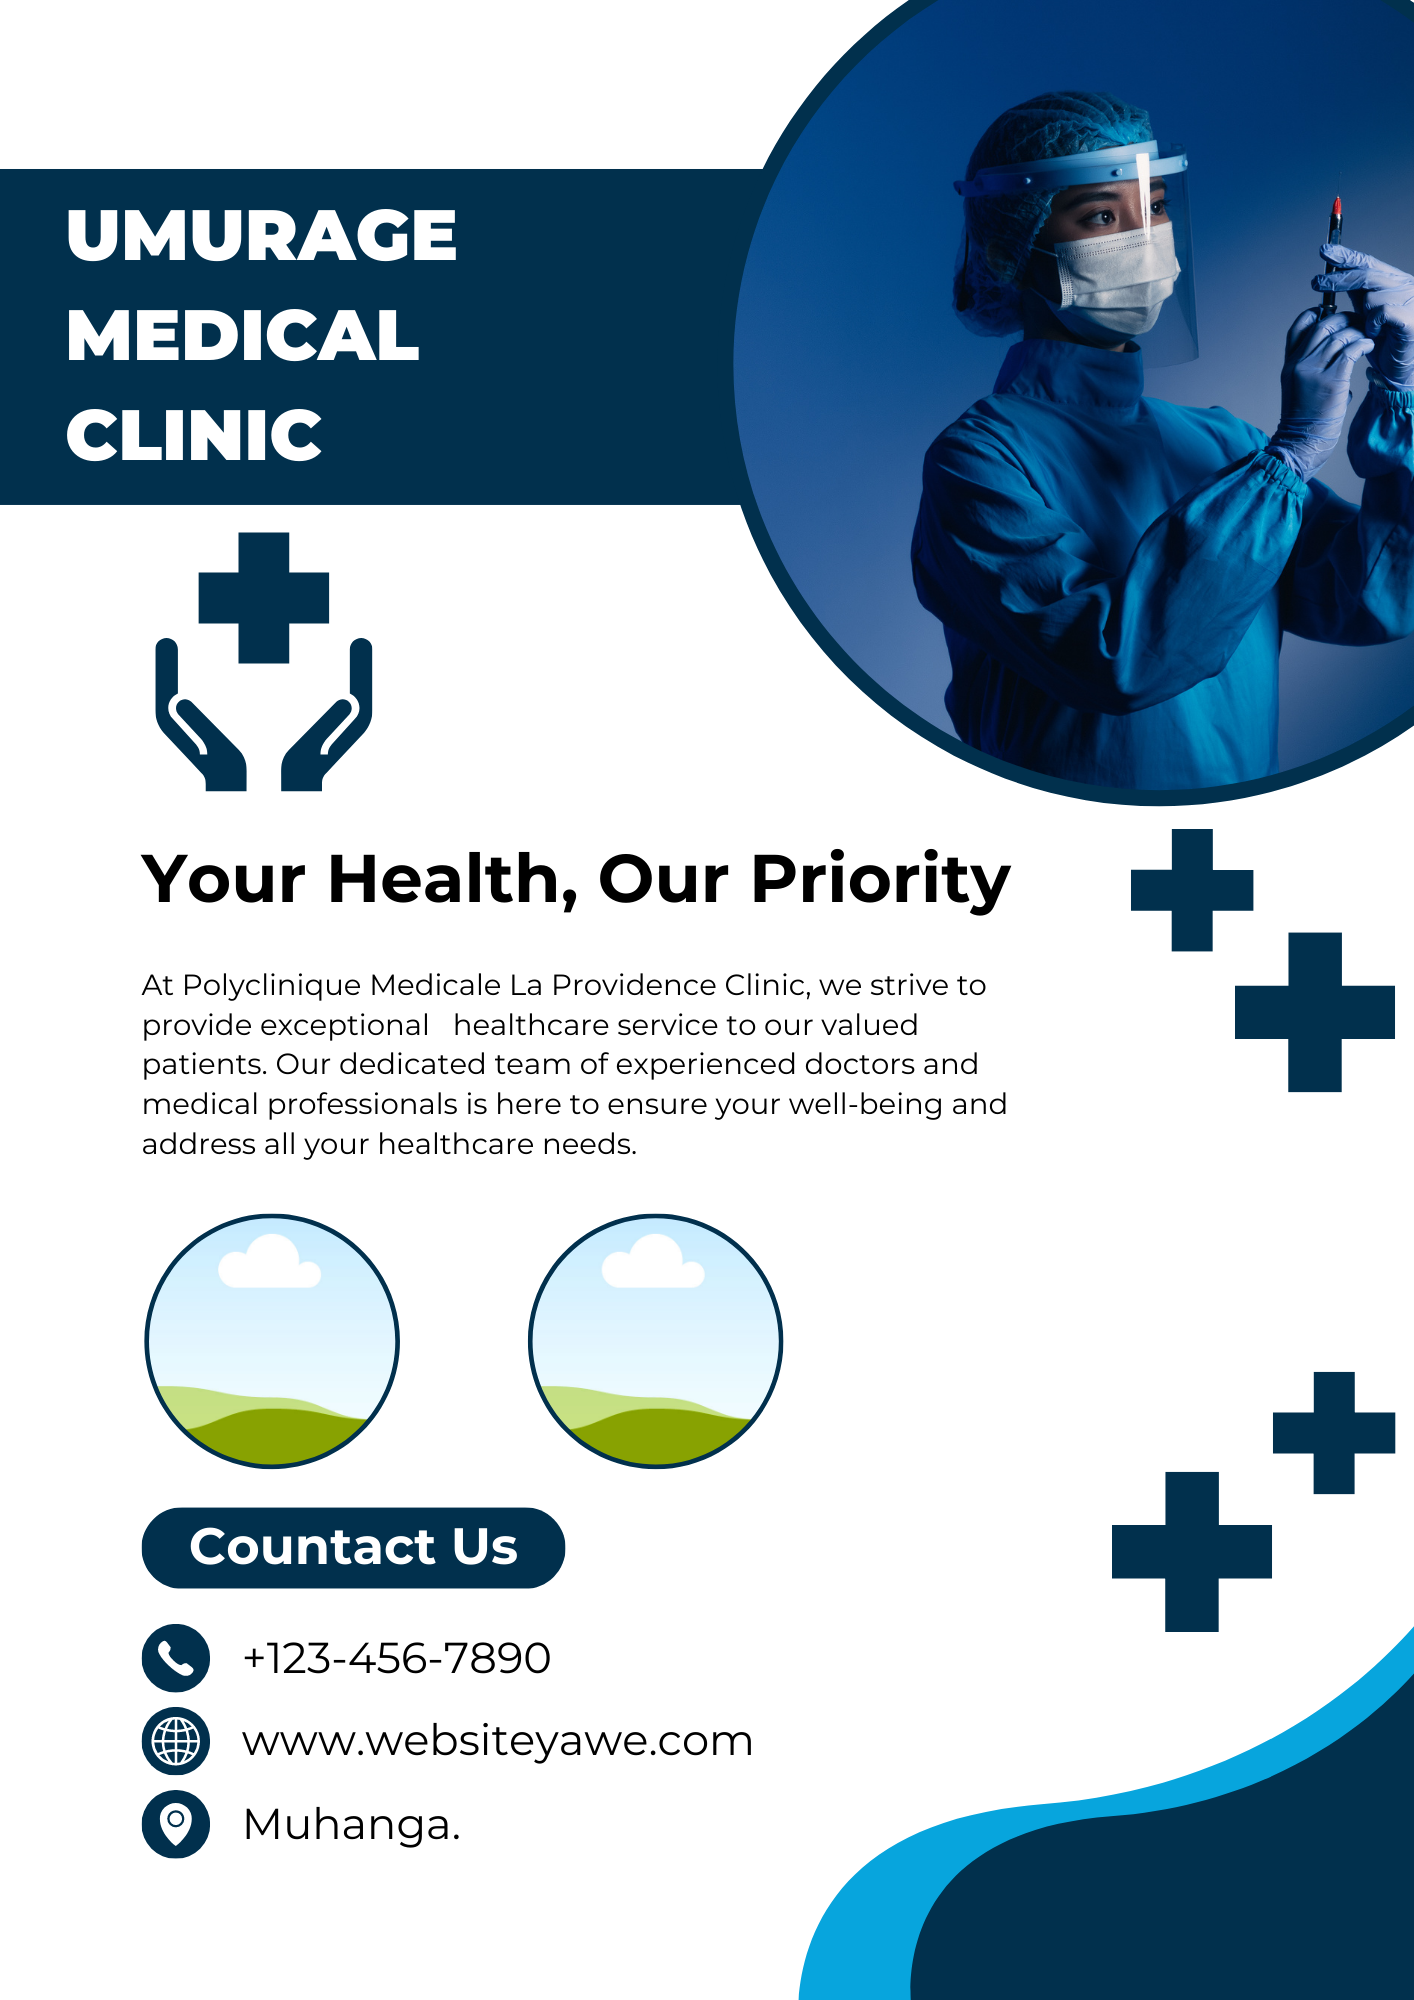 UMURAGE
MEDICAL
CLINIC
Your Health, Our Priority
At Polyclinique Medicale La Providence Clinic, we strive to
provide exceptional   healthcare service to our valued
patients. Our dedicated team of experienced doctors and
medical professionals is here to ensure your well-being and
address all your healthcare needs.
Countact Us
+123-456-7890
www.websiteyawe.com
Muhanga.